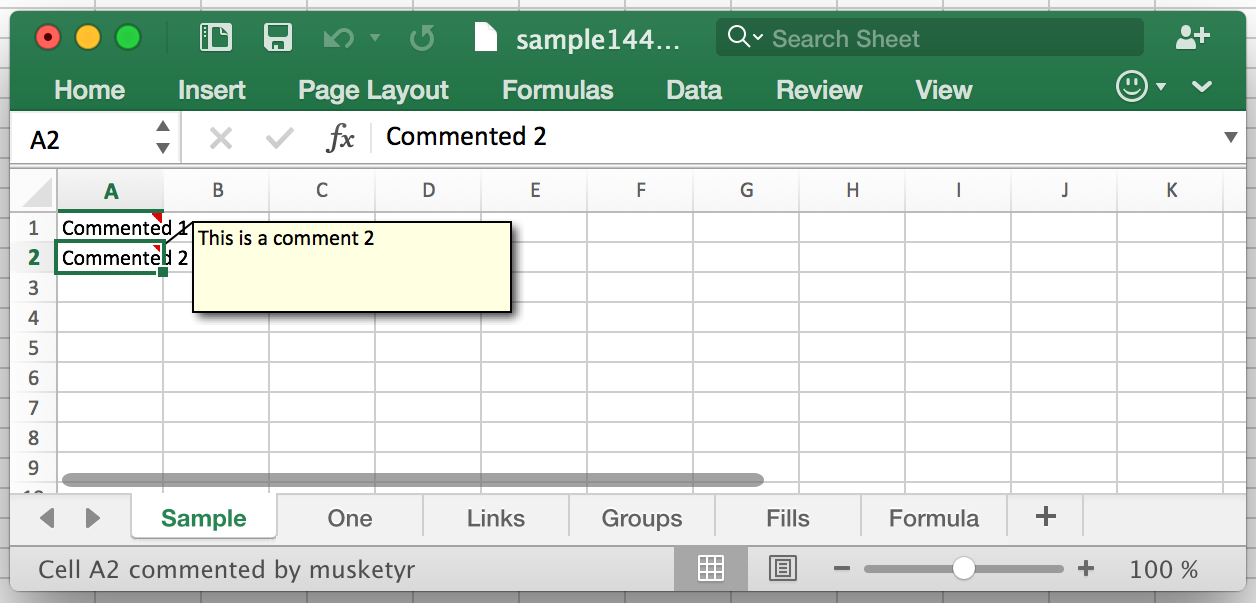 sample144...
Search Sheet
Home Insert Page Layout Formulas Data Review View
A2 fx Commented 2
A B C D E F G H I J K
1 Commented 1
This is a comment 2
2 Commented 2
3
4
5
6
7
8
9
Sample One Links Groups Fills Formula +
Cell A2 commented by musketyr
100 %